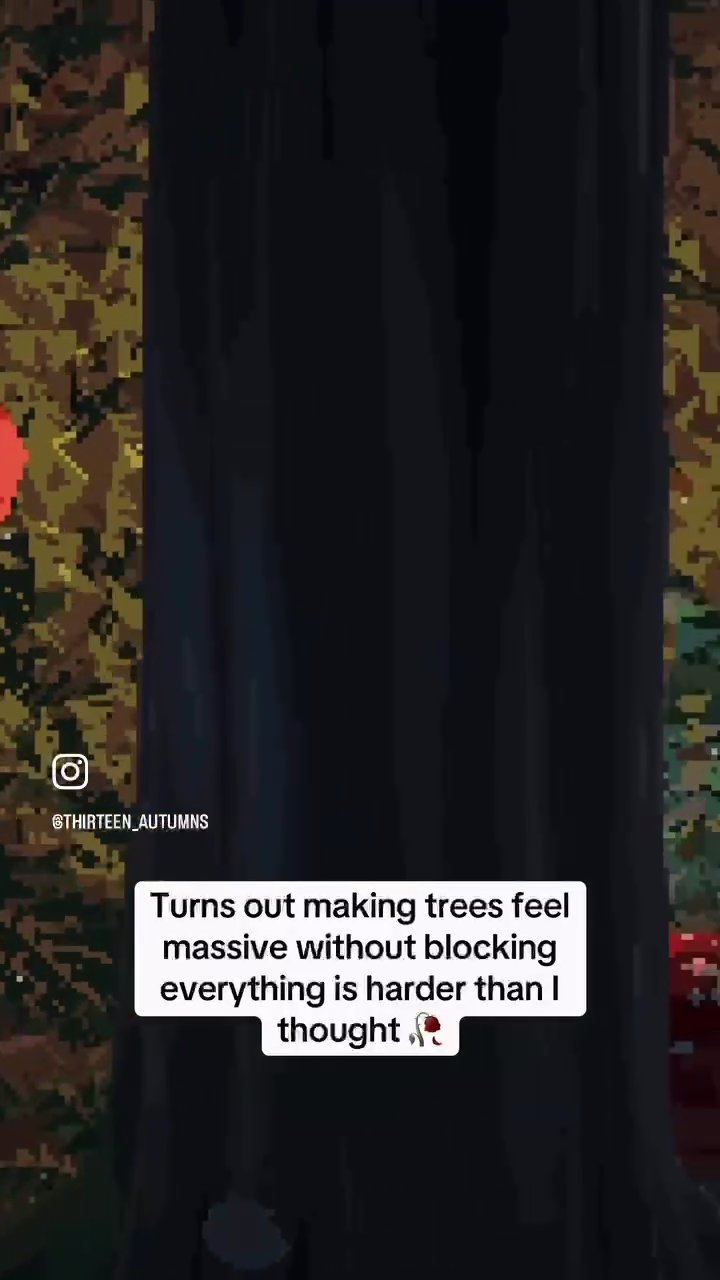 @THIRTEEN_AUTUMNS
Turns out making trees feel
massive without blocking
everything is harder than I
thought 🥀